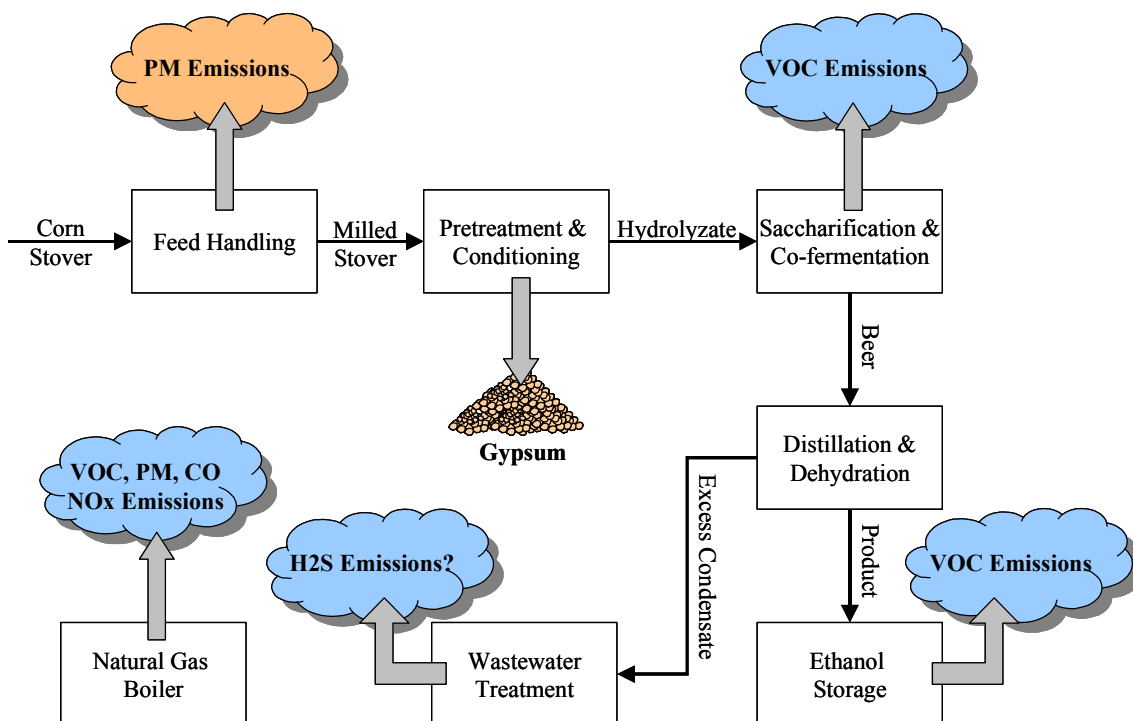 PM Emissions
VOC Emissions
Corn
Stover
Feed Handling
Milled
Stover
Pretreatment &
Conditioning
Hydrolyzate
Saccharification &
Co-fermentation
Beer
Gypsum
Distillation &
Dehydration
VOC, PM, CO
NOx Emissions
Excess Condensate
Product
H2S Emissions?
VOC Emissions
Natural Gas
Boiler
Wastewater
Treatment
Ethanol
Storage